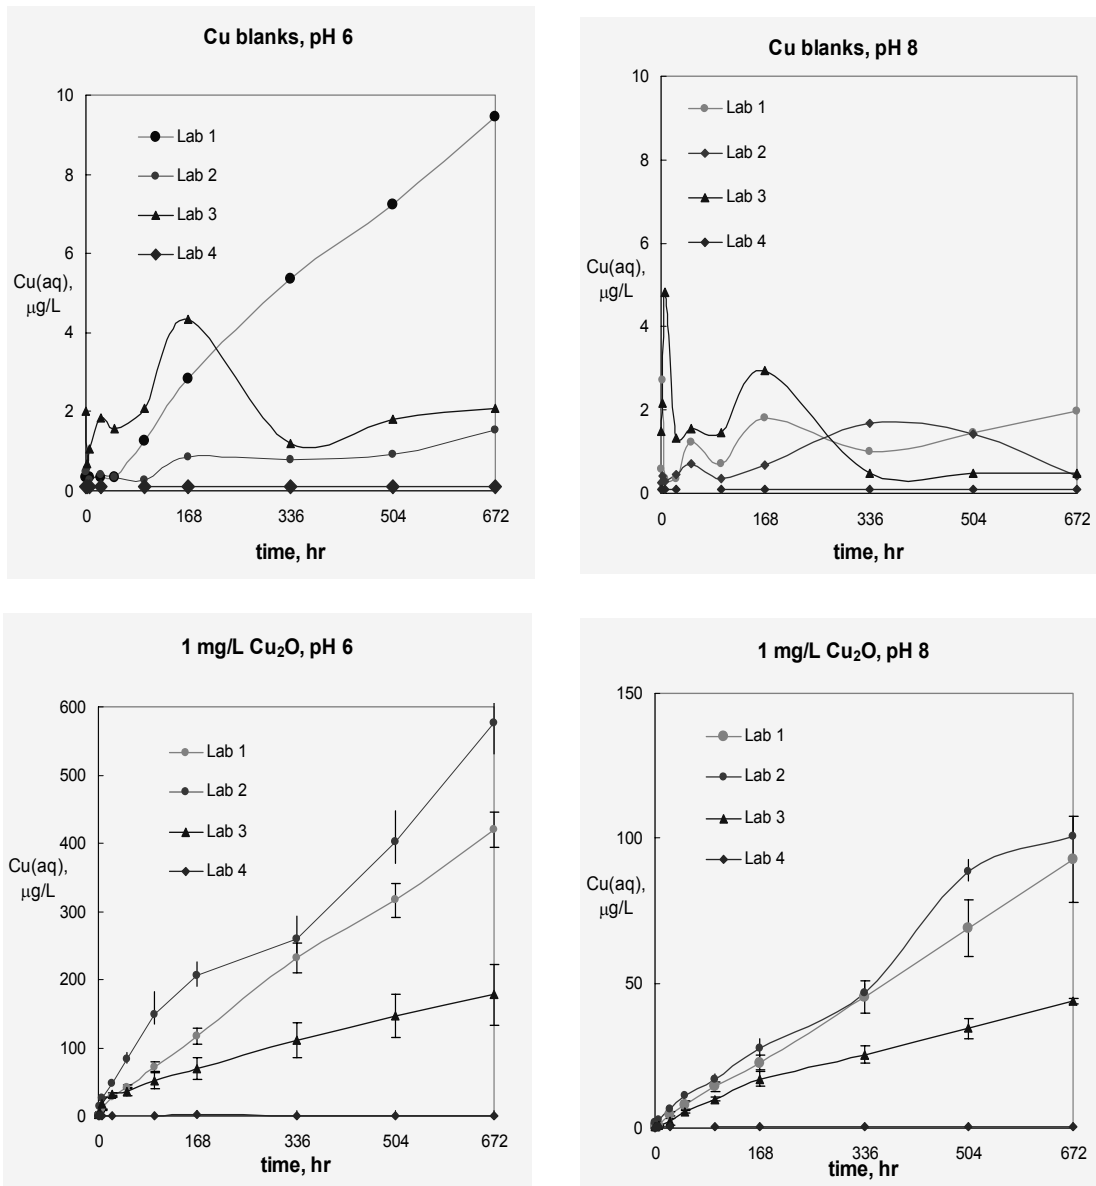 Cu blanks, pH 6
10
8
6
4
2
0
Cu(aq),
µg/L
Lab 1
Lab 2
Lab 3
Lab 4
0 168 336 504 672
time, hr
Cu blanks, pH 8
10
8
6
4
2
0
Cu(aq),
µg/L
Lab 1
Lab 2
Lab 3
Lab 4
0 168 336 504 672
time, hr
1 mg/L Cu₂O, pH 6
600
500
400
300
200
100
0
Cu(aq),
µg/L
Lab 1
Lab 2
Lab 3
Lab 4
0 168 336 504 672
time, hr
1 mg/L Cu₂O, pH 8
150
100
50
0
Cu(aq),
µg/L
Lab 1
Lab 2
Lab 3
Lab 4
0 168 336 504 672
time, hr